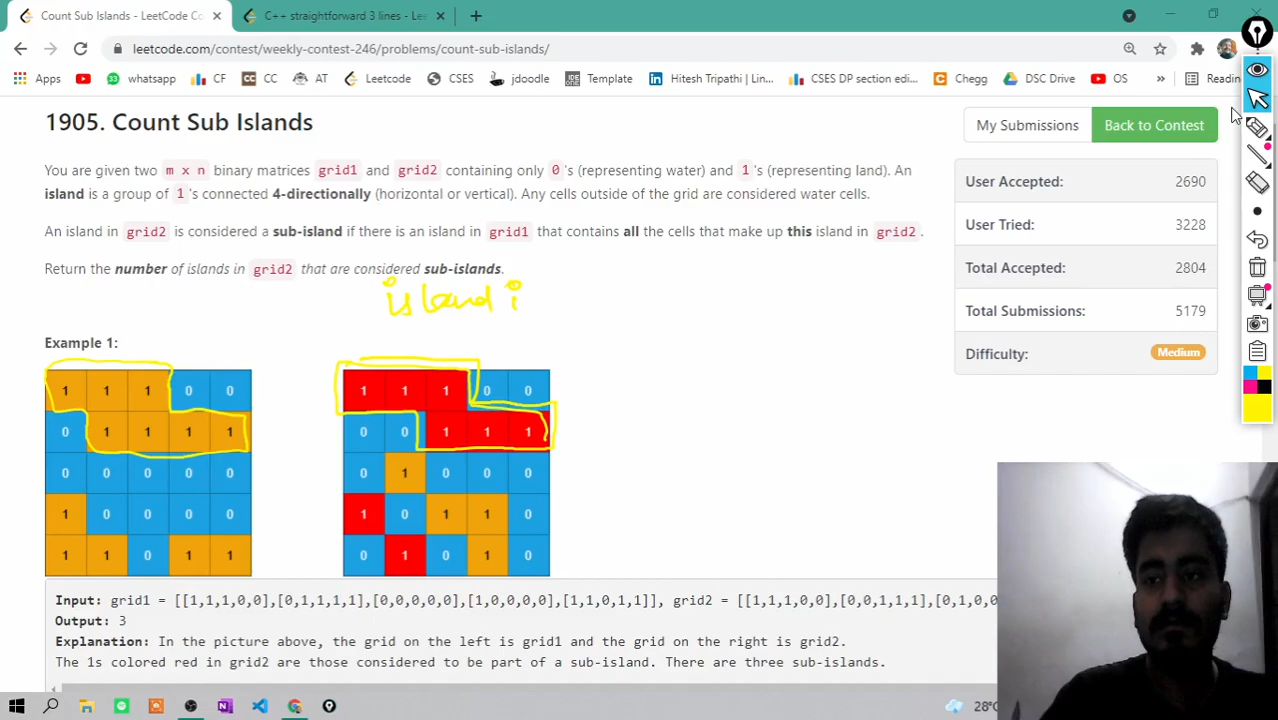 Count Sub Islands - LeetCode Co
C++ straightforward 3 lines - Lee
leetcode.com/contest/weekly-contest-246/problems/count-sub-islands/
Apps whatsapp CF CC AT Leetcode CSES jdoodle Template Hitesh Tripathi | Lin... CSES DP section edi... Chegg DSC Drive OS » Readin
1905. Count Sub Islands
My Submissions
Back to Contest
You are given two m x n binary matrices grid1 and grid2 containing only 0's (representing water) and 1's (representing land). An
island is a group of 1's connected 4-directionally (horizontal or vertical). Any cells outside of the grid are considered water cells.
An island in grid2 is considered a sub-island if there is an island in grid1 that contains all the cells that make up this island in grid2.
Return the number of islands in grid2 that are considered sub-islands.
User Accepted: 2690
User Tried: 3228
Total Accepted: 2804
Total Submissions: 5179
Difficulty: Medium
island i
Example 1:
1 1 1 0 0 1 1 1 0 0
0 1 1 1 1 0 0 1 1 1
0 0 0 0 0 0 1 0 0 0
1 0 0 0 0 1 0 1 1 0
1 1 0 1 1 0 1 0 1 0
Input: grid1 = [[1,1,1,0,0],[0,1,1,1,1],[0,0,0,0,0],[1,0,0,0,0],[1,1,0,1,1]], grid2 = [[1,1,1,0,0],[0,0,1,1,1],[0,1,0,0
Output: 3
Explanation: In the picture above, the grid on the left is grid1 and the grid on the right is grid2.
The 1s colored red in grid2 are those considered to be part of a sub-island. There are three sub-islands.
28°